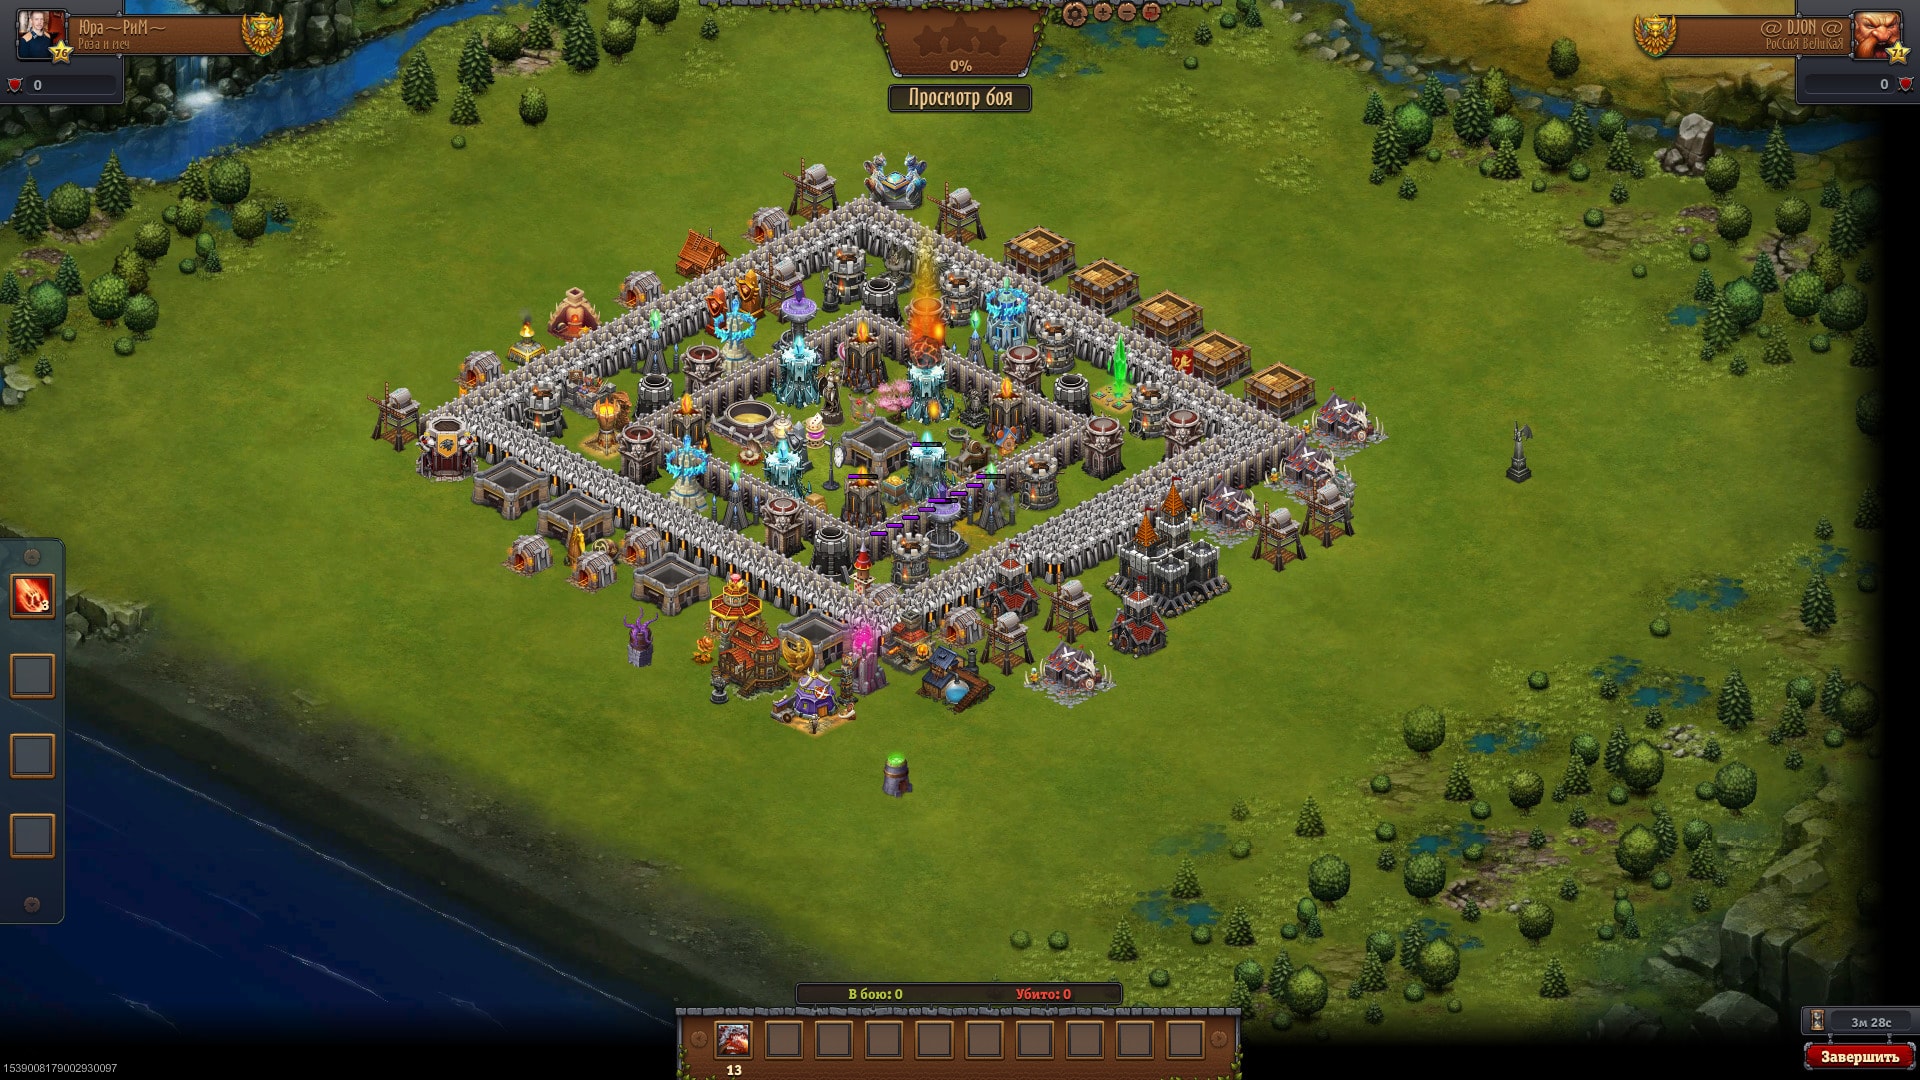 Юра~РиМ~
Роза и меч
76
0
0%
Просмотр боя
@ DJON @
РоССиЯ ВеЛиКаЯ
71
0
3
В бою: 0
Убито: 0
13
3м 28с
Завершить
1539008179002930097